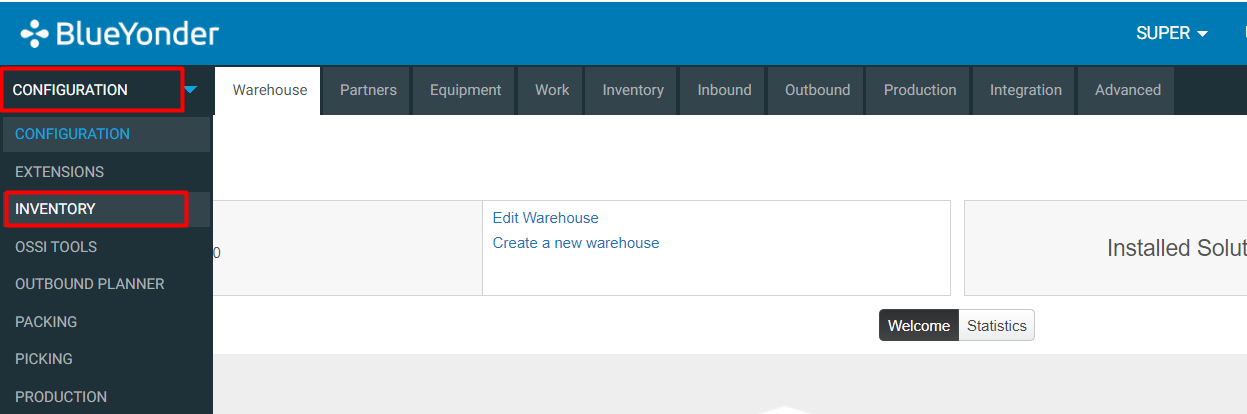 BlueYonder
SUPER
CONFIGURATION
Warehouse Partners Equipment Work Inventory Inbound Outbound Production Integration Advanced
CONFIGURATION
EXTENSIONS
INVENTORY
OSSI TOOLS
OUTBOUND PLANNER
PACKING
PICKING
PRODUCTION
0
Edit Warehouse
Create a new warehouse
Installed Solut
Welcome Statistics